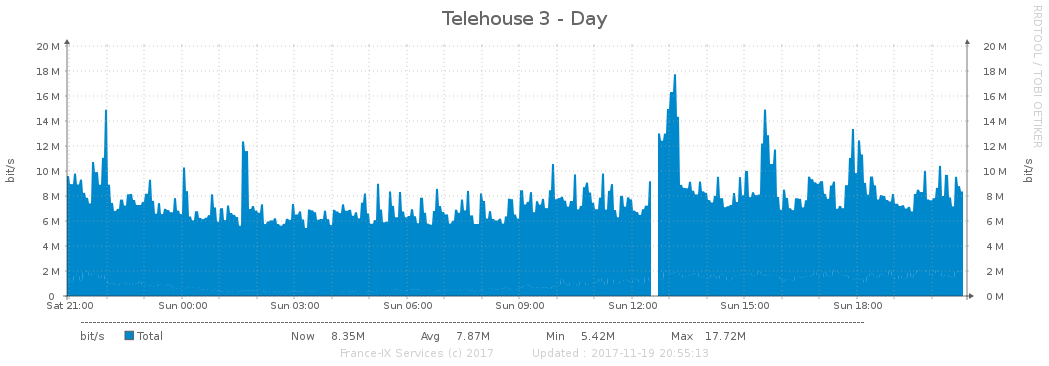 Telehouse 3 - Day
RRDTOOL / TOBI OETIKER
bit/s
bit/s
20 M 20 M
18 M 18 M
16 M 16 M
14 M 14 M
12 M 12 M
10 M 10 M
8 M 8 M
6 M 6 M
4 M 4 M
2 M 2 M
0 0 M
Sat 21:00 Sun 00:00 Sun 03:00 Sun 06:00 Sun 09:00 Sun 12:00 Sun 15:00 Sun 18:00
bit/s Total Now 8.35M Avg 7.87M Min 5.42M Max 17.72M
France-IX Services (c) 2017 Updated : 2017-11-19 20:55:13